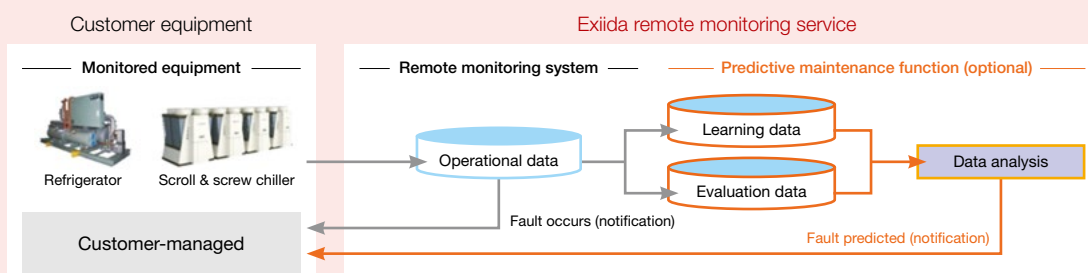 Customer equipment
Exiida remote monitoring service
Monitored equipment
Remote monitoring system
Predictive maintenance function (optional)
Refrigerator
Scroll & screw chiller
Operational data
Learning data
Evaluation data
Data analysis
Fault occurs (notification)
Customer-managed
Fault predicted (notification)